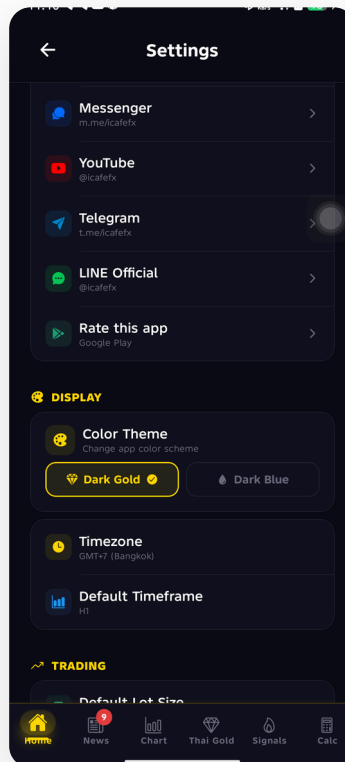 Settings
Messenger
m.me/icafefx
YouTube
@icafefx
Telegram
t.me/icafefx
LINE Official
@icafefx
Rate this app
Google Play
DISPLAY
Color Theme
Change app color scheme
Dark Gold
Dark Blue
Timezone
GMT+7 (Bangkok)
Default Timeframe
H1
TRADING
Default Lot Size
9
Home
News
Chart
Thai Gold
Signals
Calc